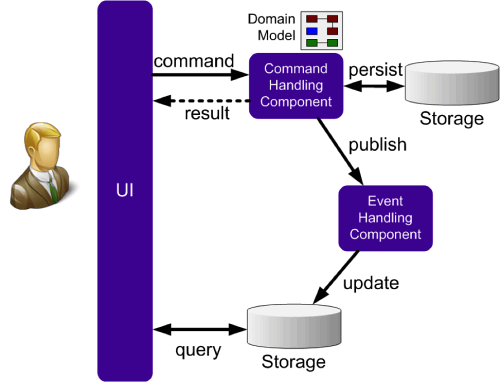 Domain
Model
command
Command
Handling
Component
persist
Storage
result
publish
UI
Event
Handling
Component
update
query
Storage